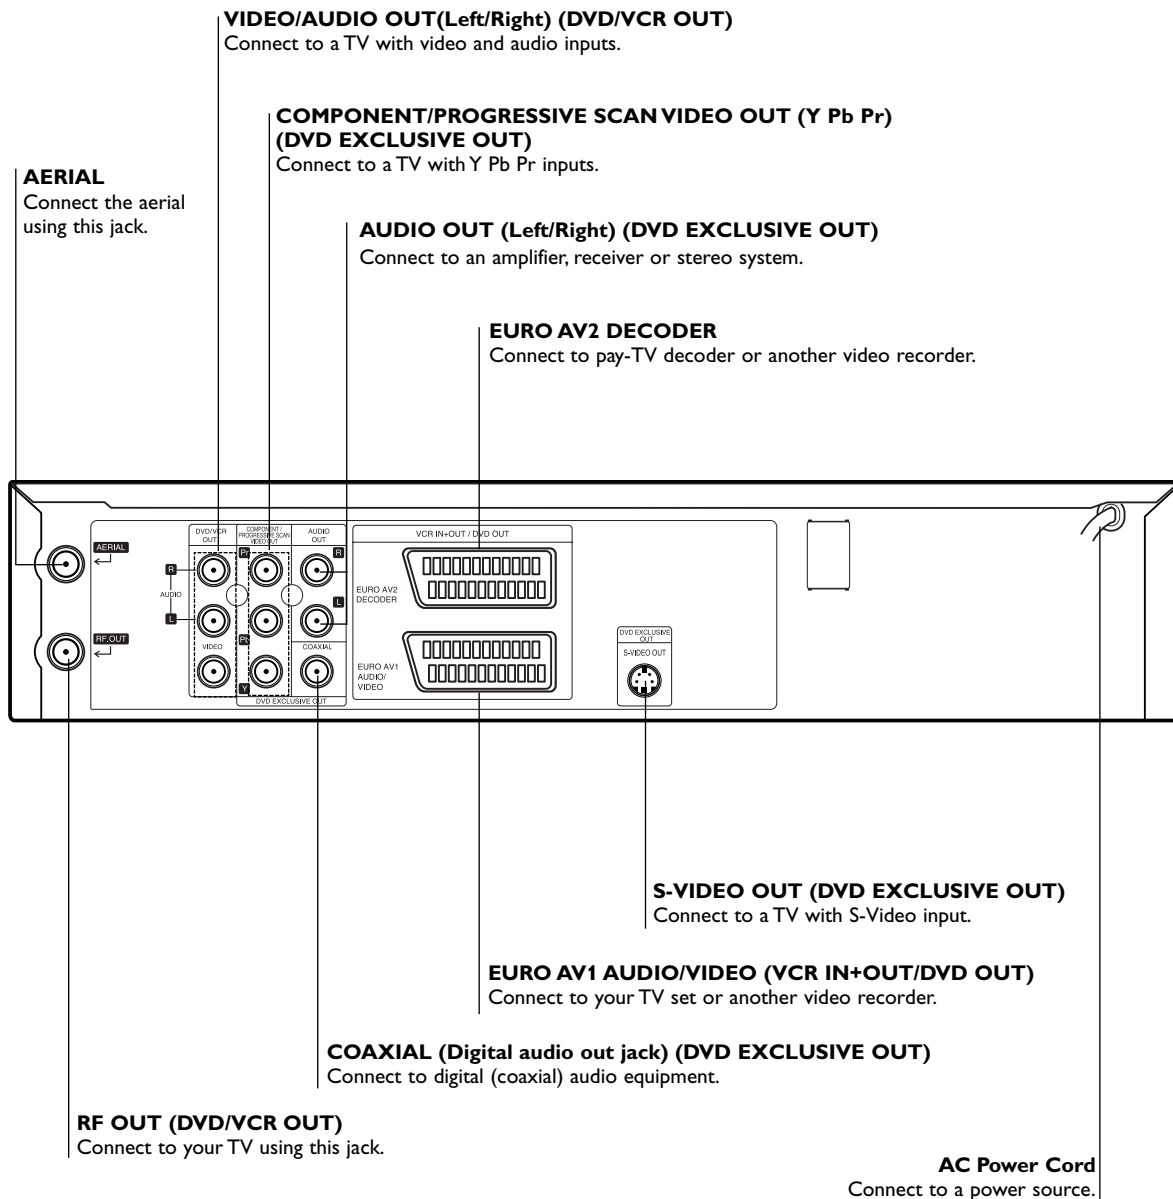 VIDEO/AUDIO OUT(Left/Right) (DVD/VCR OUT)
Connect to a TV with video and audio inputs.
COMPONENT/PROGRESSIVE SCAN VIDEO OUT (Y Pb Pr)
(DVD EXCLUSIVE OUT)
Connect to a TV with Y Pb Pr inputs.
AERIAL
Connect the aerial
using this jack.
AUDIO OUT (Left/Right) (DVD EXCLUSIVE OUT)
Connect to an amplifier, receiver or stereo system.
EURO AV2 DECODER
Connect to pay-TV decoder or another video recorder.
AERIAL
RF.OUT
DVD/VCR
OUT
R
AUDIO
L
VIDEO
COMPONENT/
PROGRESSIVE SCAN
VIDEO OUT
Pr
Pb
Y
AUDIO
OUT
R
L
COAXIAL
DVD EXCLUSIVE OUT
VCR IN+OUT / DVD OUT
EURO AV2
DECODER
EURO AV1
AUDIO/
VIDEO
DVD EXCLUSIVE
OUT
S-VIDEO OUT
S-VIDEO OUT (DVD EXCLUSIVE OUT)
Connect to a TV with S-Video input.
EURO AV1 AUDIO/VIDEO (VCR IN+OUT/DVD OUT)
Connect to your TV set or another video recorder.
COAXIAL (Digital audio out jack) (DVD EXCLUSIVE OUT)
Connect to digital (coaxial) audio equipment.
RF OUT (DVD/VCR OUT)
Connect to your TV using this jack.
AC Power Cord
Connect to a power source.